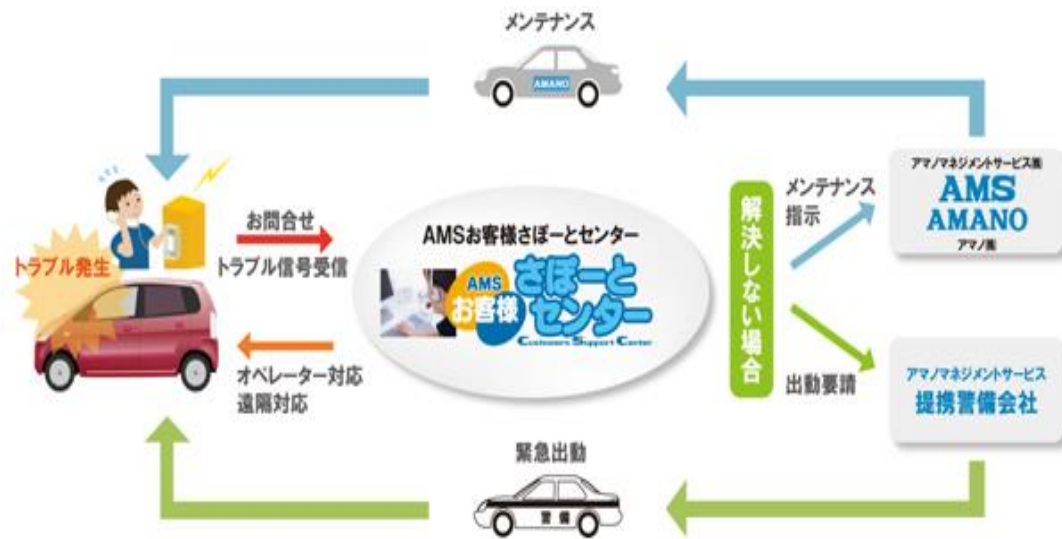 メンテナンス
AMANO
トラブル発生
お問合せ
トラブル信号受信
オペレーター対応
遠隔対応
AMSお客様さぽーとセンター
AMS
お客様
さぽーと
センター
Customers Support Center
解決しない場合
メンテナンス
指示
出動要請
アマノマネジメントサービス㈱
AMS
AMANO
アマノ㈱
アマノマネジメントサービス
提携警備会社
緊急出動
警備